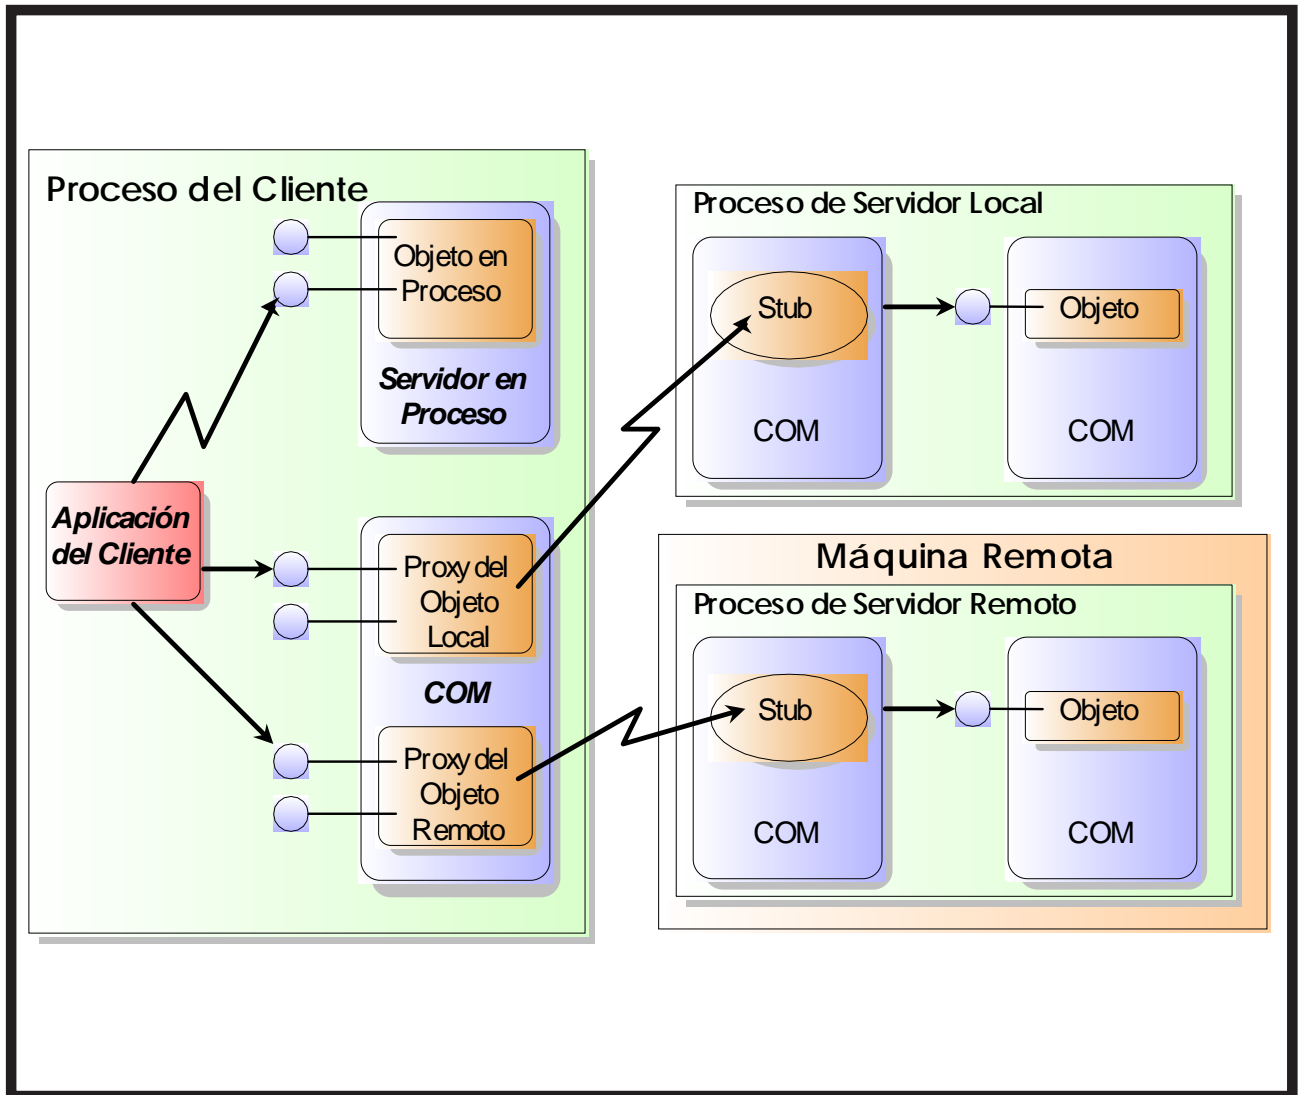 Proceso del Cliente
Objeto en
Proceso
Servidor en
Proceso
Aplicación
del Cliente
Proxy del
Objeto
Local
COM
Proxy del
Objeto
Remoto
Proceso de Servidor Local
Stub
COM
Objeto
COM
Máquina Remota
Proceso de Servidor Remoto
Stub
COM
Objeto
COM